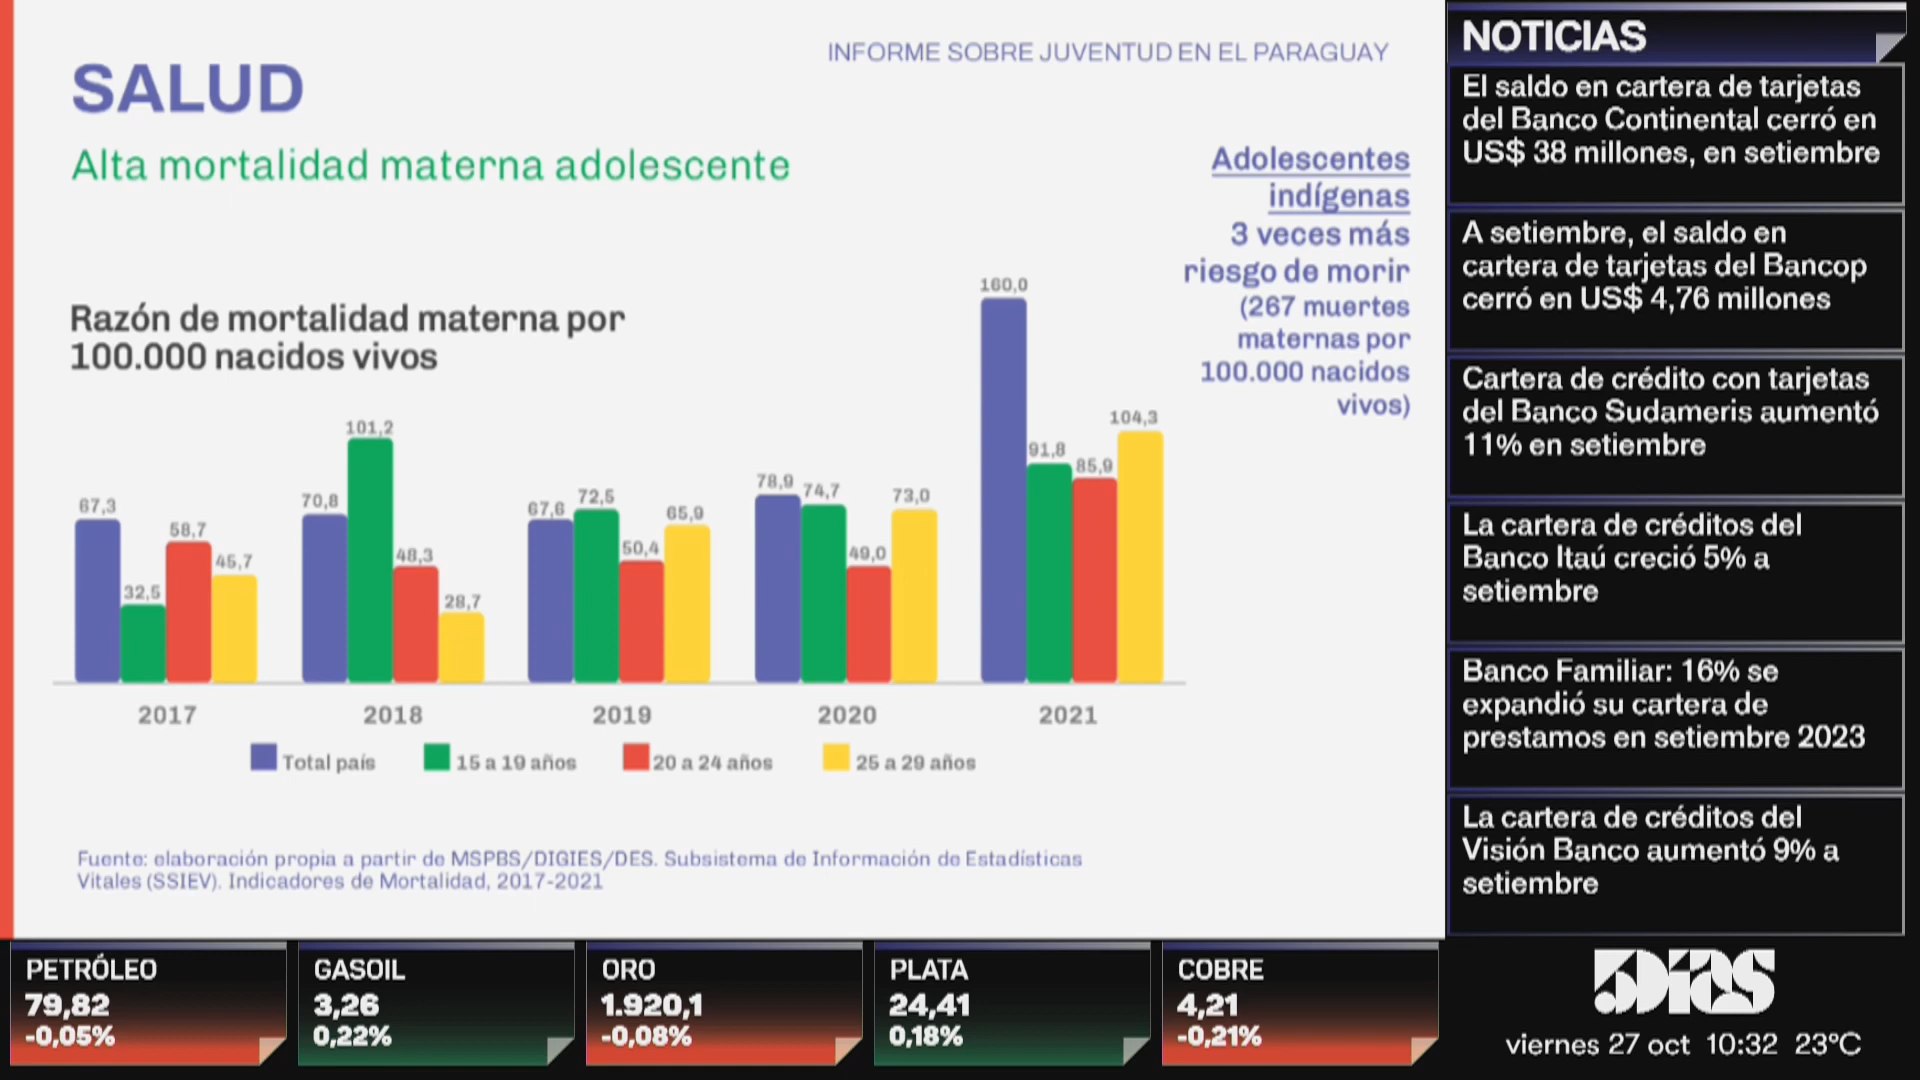 INFORME SOBRE JUVENTUD EN EL PARAGUAY
SALUD
Alta mortalidad materna adolescente
Adolescentes
indígenas
3 veces más
riesgo de morir
(267 muertes
maternas por
100.000 nacidos
vivos)
Razón de mortalidad materna por
100.000 nacidos vivos
67,3
32,5
58,7
45,7
70,8
101,2
48,3
28,7
67,6
72,5
50,4
65,9
78,9
74,7
49,0
73,0
160,0
91,8
85,9
104,3
2017
2018
2019
2020
2021
Total país
15 a 19 años
20 a 24 años
25 a 29 años
Fuente: elaboración propia a partir de MSPBS/DIGIES/DES. Subsistema de Información de Estadísticas
Vitales (SSIEV). Indicadores de Mortalidad, 2017-2021
NOTICIAS
El saldo en cartera de tarjetas
del Banco Continental cerró en
US$ 38 millones, en setiembre
A setiembre, el saldo en
cartera de tarjetas del Bancop
cerró en US$ 4,76 millones
Cartera de crédito con tarjetas
del Banco Sudameris aumentó
11% en setiembre
La cartera de créditos del
Banco Itaú creció 5% a
setiembre
Banco Familiar: 16% se
expandió su cartera de
prestamos en setiembre 2023
La cartera de créditos del
Visión Banco aumentó 9% a
setiembre
PETRÓLEO
79,82
-0,05%
GASOIL
3,26
0,22%
ORO
1.920,1
-0,08%
PLATA
24,41
0,18%
COBRE
4,21
-0,21%
5DIAS
viernes 27 oct 10:32 23°C